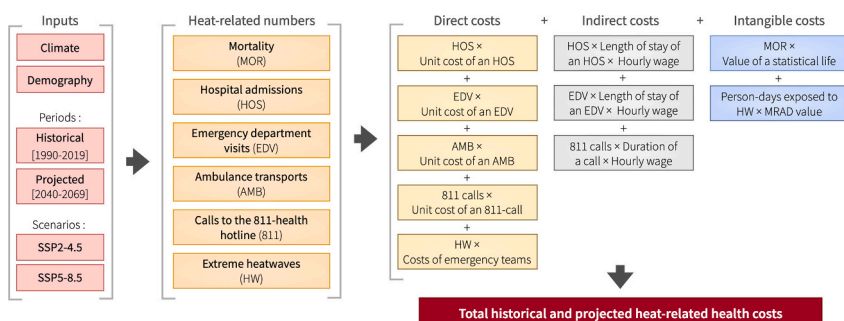 Inputs
Climate
Demography
Periods :
Historical
[1990-2019]
Projected
[2040-2069]
Scenarios :
SSP2-4.5
SSP5-8.5
Heat-related numbers
Mortality
(MOR)
Hospital admissions
(HOS)
Emergency department
visits (EDV)
Ambulance transports
(AMB)
Calls to the 811-health
hotline (811)
Extreme heatwaves
(HW)
Direct costs + Indirect costs + Intangible costs
HOS ×
Unit cost of an HOS
+
EDV ×
Unit cost of an EDV
+
AMB ×
Unit cost of an AMB
+
811 calls ×
Unit cost of an 811-call
+
HW ×
Costs of emergency teams
HOS × Length of stay of
an HOS × Hourly wage
+
EDV × Length of stay of
an EDV × Hourly wage
+
811 calls × Duration of
a call × Hourly wage
MOR ×
Value of a statistical life
+
Person-days exposed to
HW × MRAD value
Total historical and projected heat-related health costs